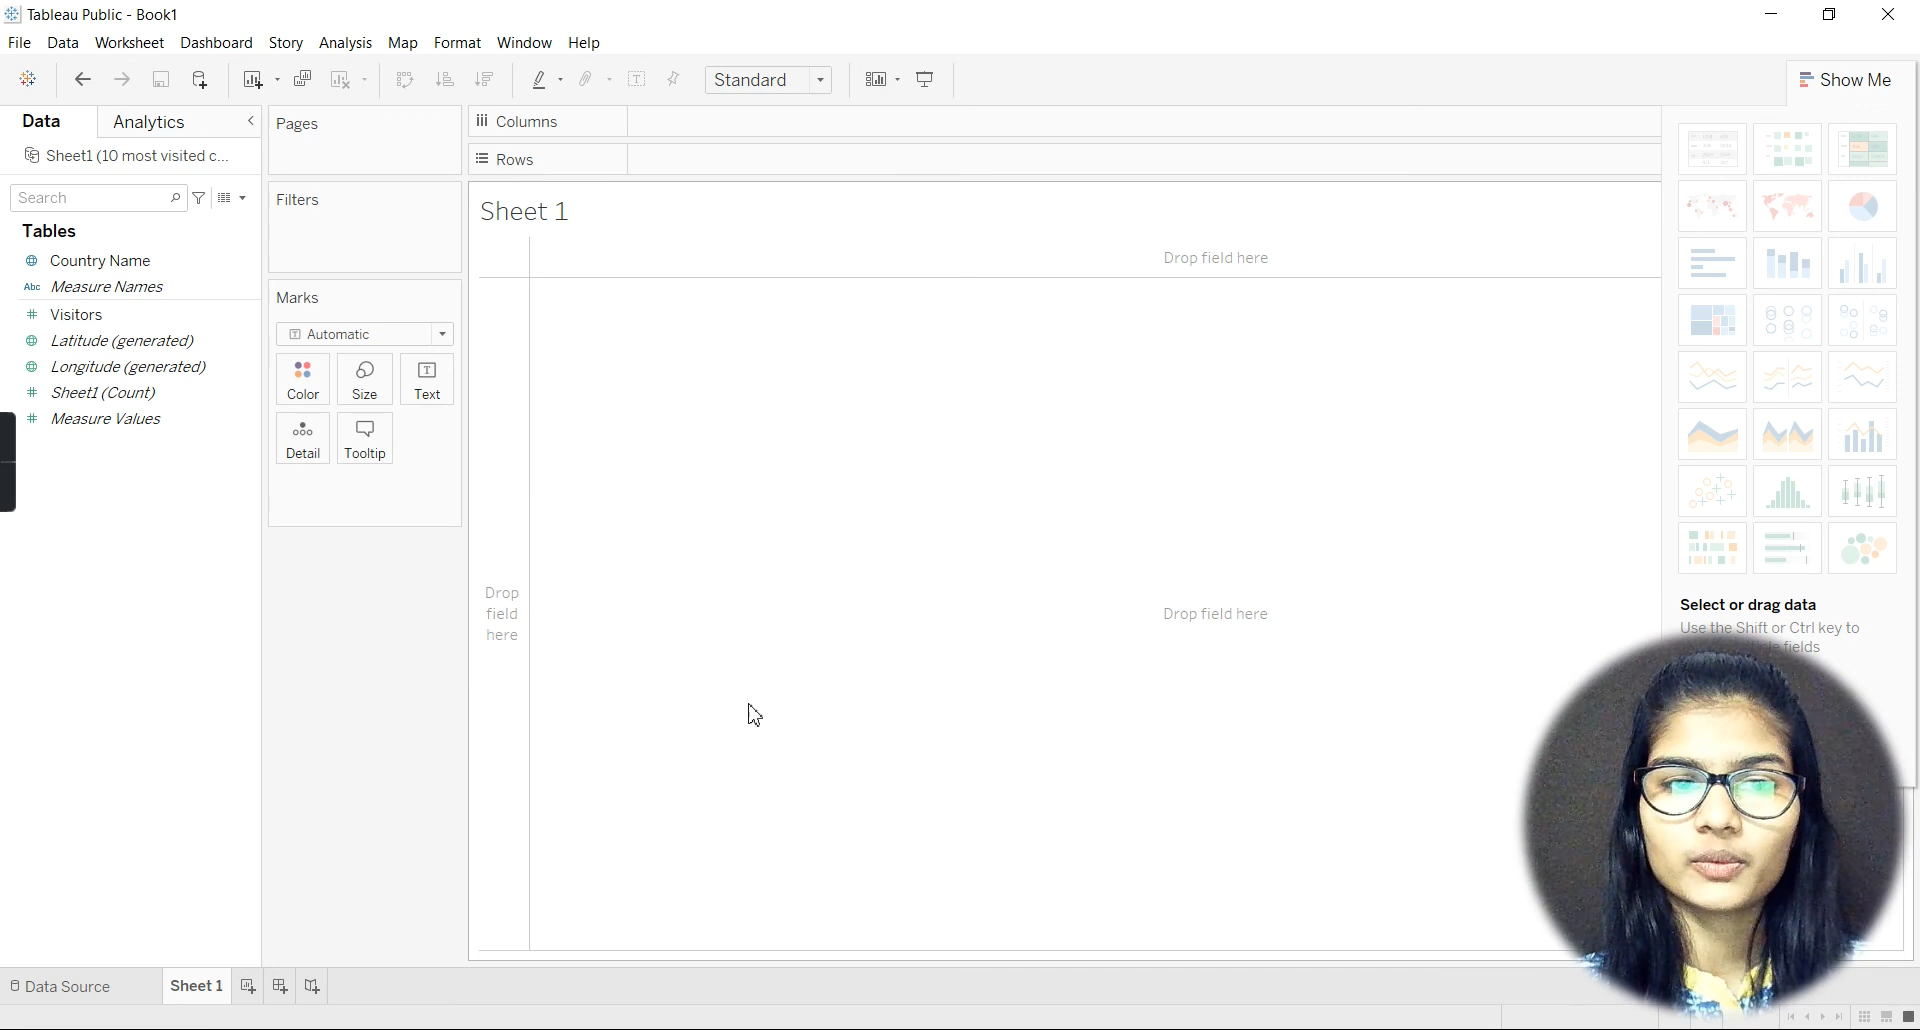 Tableau Public - Book1
File Data Worksheet Dashboard Story Analysis Map Format Window Help
Standard
Show Me
Data Analytics
Sheet1 (10 most visited c...
Search
Tables
Country Name
Abc Measure Names
Visitors
Latitude (generated)
Longitude (generated)
Sheet1 (Count)
Measure Values
Pages
Filters
Marks
Automatic
Color Size Text
Detail Tooltip
Columns
Rows
Sheet 1
Drop field here
Drop
field
here
Drop field here
Select or drag data
Use the Shift or Ctrl key to
fields
Data Source Sheet 1